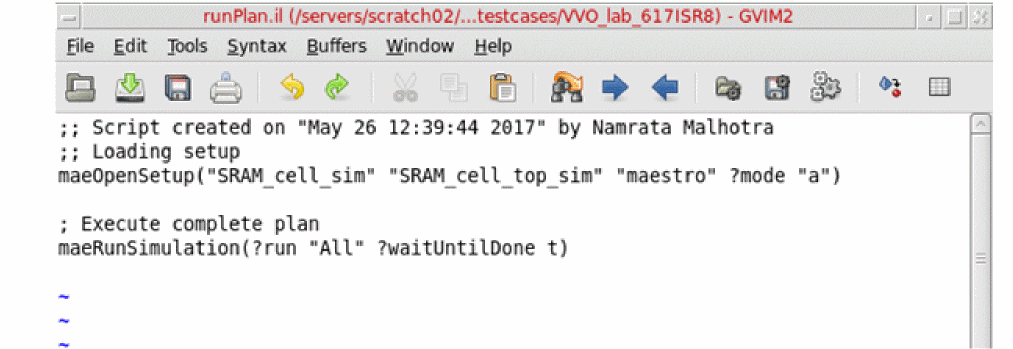 runPlan.il (/servers/scratch02/...testcases/VVO_lab_617ISR8) - GVIM2
File Edit Tools Syntax Buffers Window Help
;; Script created on "May 26 12:39:44 2017" by Namrata Malhotra
;; Loading setup
maeOpenSetup("SRAM_cell_sim" "SRAM_cell_top_sim" "maestro" ?mode "a")
; Execute complete plan
maeRunSimulation(?run "All" ?waitUntilDone t)
~
~
~